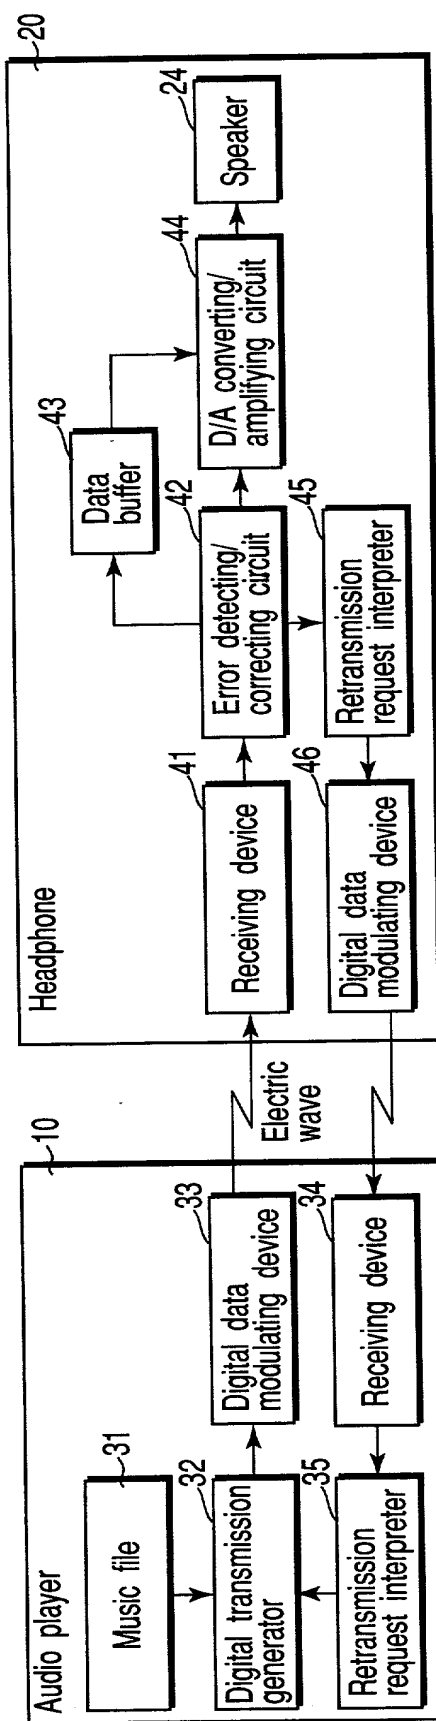 Audio player
10
Music file
31
Digital transmission
generator
32
Digital data
modulating device
33
Receiving device
34
Retransmission
request interpreter
35
Electric
wave
Headphone
20
Receiving device
41
Error detecting/
correcting circuit
42
Data
buffer
43
D/A converting/
amplifying circuit
44
Speaker
24
Retransmission
request interpreter
45
Digital data
modulating device
46